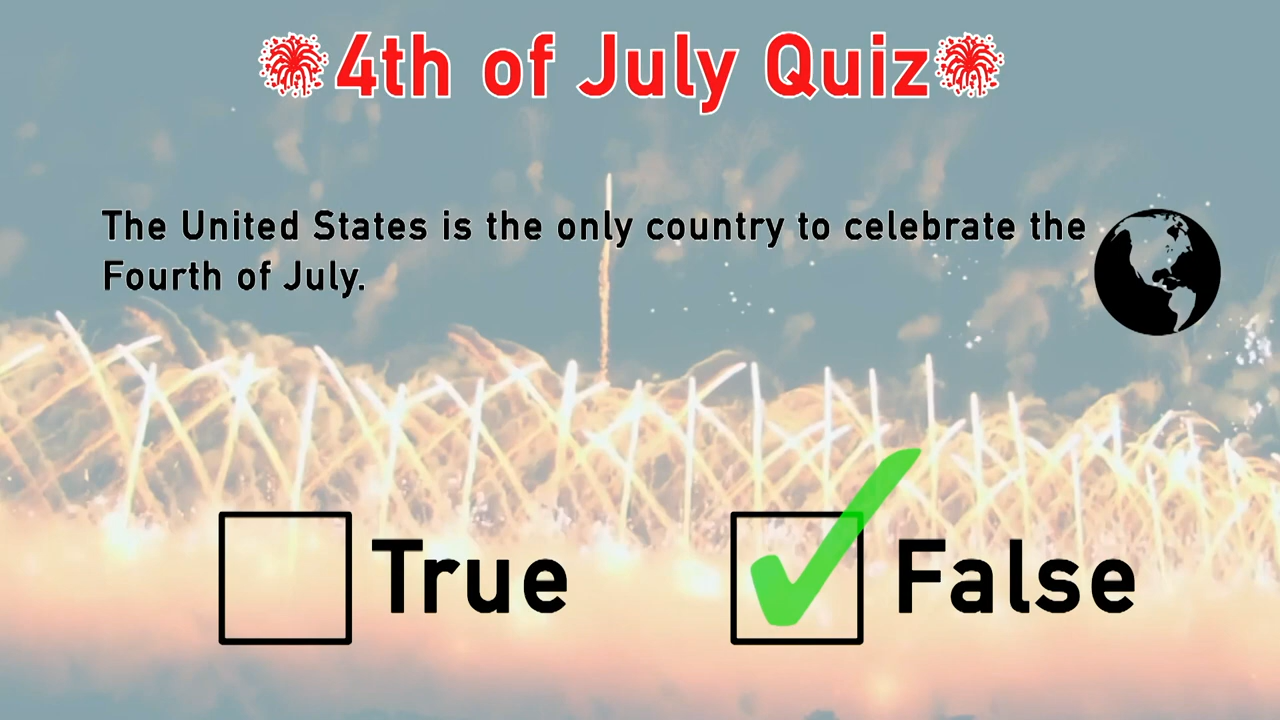 4th of July Quiz
The United States is the only country to celebrate the
Fourth of July.
True
False